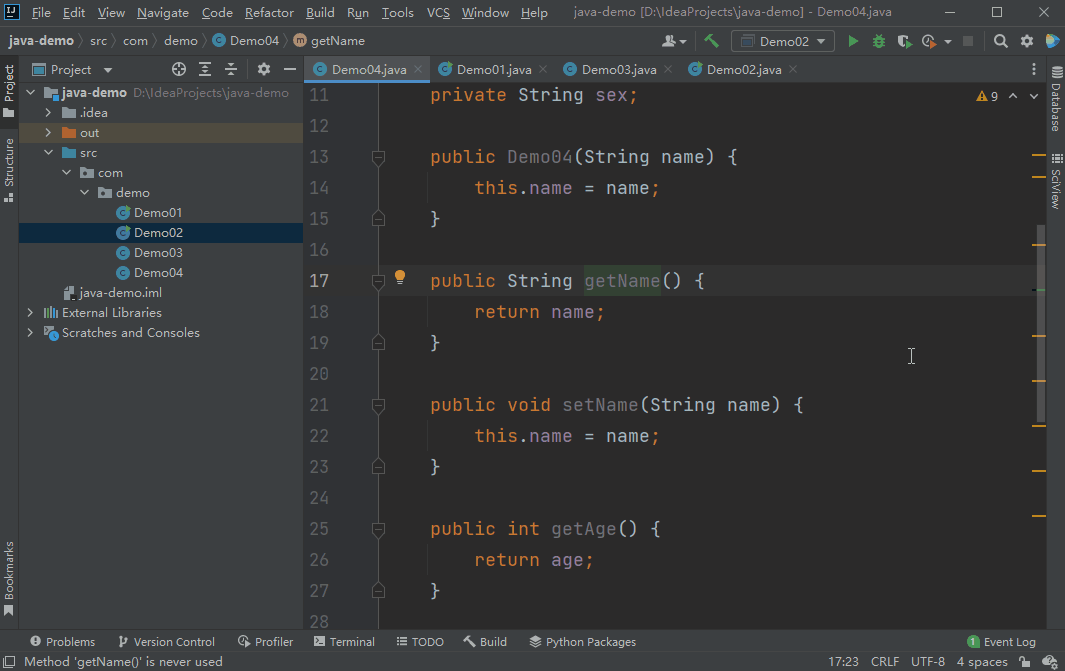 File Edit View Navigate Code Refactor Build Run Tools VCS Window Help java-demo [D:\IdeaProjects\java-demo] - Demo04.java
java-demo src com demo Demo04 getName Demo02
Project
Demo04.java Demo01.java Demo03.java Demo02.java
java-demo D:\IdeaProjects\java-demo
.idea
out
src
com
demo
Demo01
Demo02
Demo03
Demo04
java-demo.iml
External Libraries
Scratches and Consoles
11 private String sex;
12
13 public Demo04(String name) {
14 this.name = name;
15 }
16
17 public String getName() {
18 return name;
19 }
20
21 public void setName(String name) {
22 this.name = name;
23 }
24
25 public int getAge() {
26 return age;
27 }
28
9
Project
Structure
Bookmarks
Database
SciView
Problems Version Control Profiler Terminal TODO Build Python Packages 1 Event Log
Method 'getName()' is never used 17:23 CRLF UTF-8 4 spaces